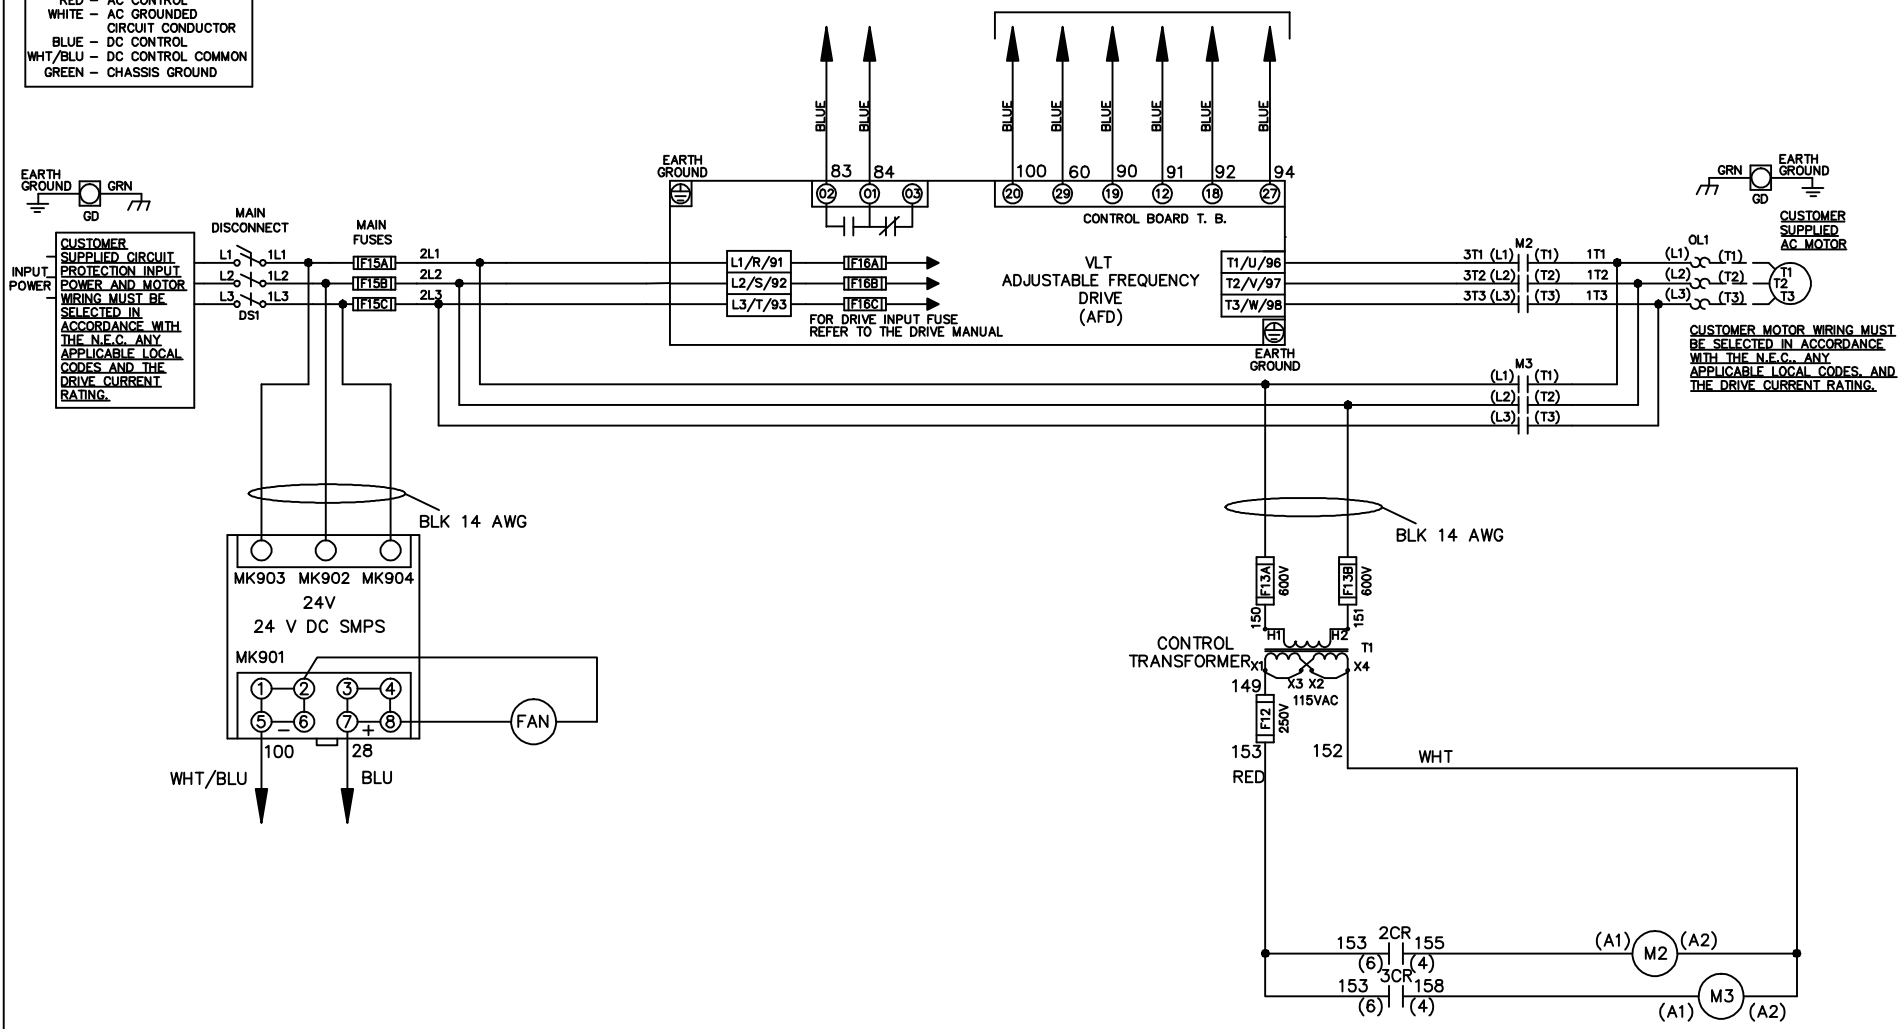 RED – AC CONTROL
WHITE – AC GROUNDED
CIRCUIT CONDUCTOR
BLUE – DC CONTROL
WHT/BLU – DC CONTROL COMMON
GREEN – CHASSIS GROUND
BLUE
BLUE
BLUE
BLUE
BLUE
BLUE
BLUE
BLUE
EARTH
GROUND
GRN
GD
EARTH
GROUND
83
84
02
01
03
100
60
90
91
92
94
20
29
19
12
18
27
CONTROL BOARD T. B.
GRN
EARTH
GROUND
GD
CUSTOMER
SUPPLIED
AC MOTOR
INPUT
POWER
CUSTOMER
SUPPLIED CIRCUIT
PROTECTION INPUT
POWER AND MOTOR
WIRING MUST BE
SELECTED IN
ACCORDANCE WITH
THE N.E.C. ANY
APPLICABLE LOCAL
CODES AND THE
DRIVE CURRENT
RATING.
MAIN
DISCONNECT
L1
1L1
L2
1L2
L3
1L3
DS1
MAIN
FUSES
F15A
F15B
F15C
2L1
2L2
2L3
L1/R/91
L2/S/92
L3/T/93
F16A
F16B
F16C
FOR DRIVE INPUT FUSE
REFER TO THE DRIVE MANUAL
VLT
ADJUSTABLE FREQUENCY
DRIVE
(AFD)
T1/U/96
T2/V/97
T3/W/98
EARTH
GROUND
M2
3T1 (L1) (T1) 1T1
3T2 (L2) (T2) 1T2
3T3 (L3) (T3) 1T3
OL1
(L1) (T1)
(L2) (T2)
(L3) (T3)
T1
T2
T3
CUSTOMER MOTOR WIRING MUST
BE SELECTED IN ACCORDANCE
WITH THE N.E.C., ANY
APPLICABLE LOCAL CODES, AND
THE DRIVE CURRENT RATING.
M3
(L1) (T1)
(L2) (T2)
(L3) (T3)
BLK 14 AWG
MK903 MK902 MK904
24V
24 V DC SMPS
MK901
1
2
3
4
5
–
6
7
+
8
FAN
100
28
WHT/BLU
BLU
BLK 14 AWG
F13A
600V
F13B
600V
150
151
H1
H2
T1
CONTROL
TRANSFORMER
X1
X4
X3 X2
115VAC
149
F12
250V
153
152
RED
WHT
2CR
153
155
(6)
(4)
(A1)
M2
(A2)
3CR
153
158
(6)
(4)
(A1)
M3
(A2)